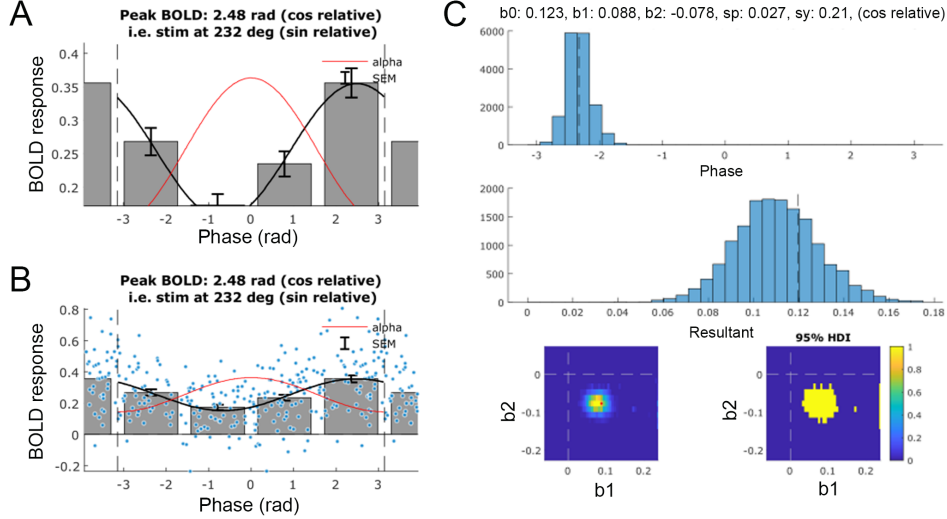 A
Peak BOLD: 2.48 rad (cos relative)
i.e. stim at 232 deg (sin relative)
alpha
SEM
BOLD response
0.4
0.35
0.3
0.25
0.2
-3 -2 -1 0 1 2 3
Phase (rad)
B
Peak BOLD: 2.48 rad (cos relative)
i.e. stim at 232 deg (sin relative)
alpha
SEM
BOLD response
0.8
0.6
0.4
0.2
0
-0.2
-3 -2 -1 0 1 2 3
Phase (rad)
C
b0: 0.123, b1: 0.088, b2: -0.078, sp: 0.027, sy: 0.21, (cos relative)
6000
4000
2000
0
-3 -2 -1 0 1 2 3
Phase
2000
1500
1000
500
0
0 0.02 0.04 0.06 0.08 0.1 0.12 0.14 0.16 0.18
Resultant
b2
0
-0.1
-0.2
0 0.2
b1
95% HDI
b2
0
-0.1
-0.2
0 0.2
b1
1
0.8
0.6
0.4
0.2
0